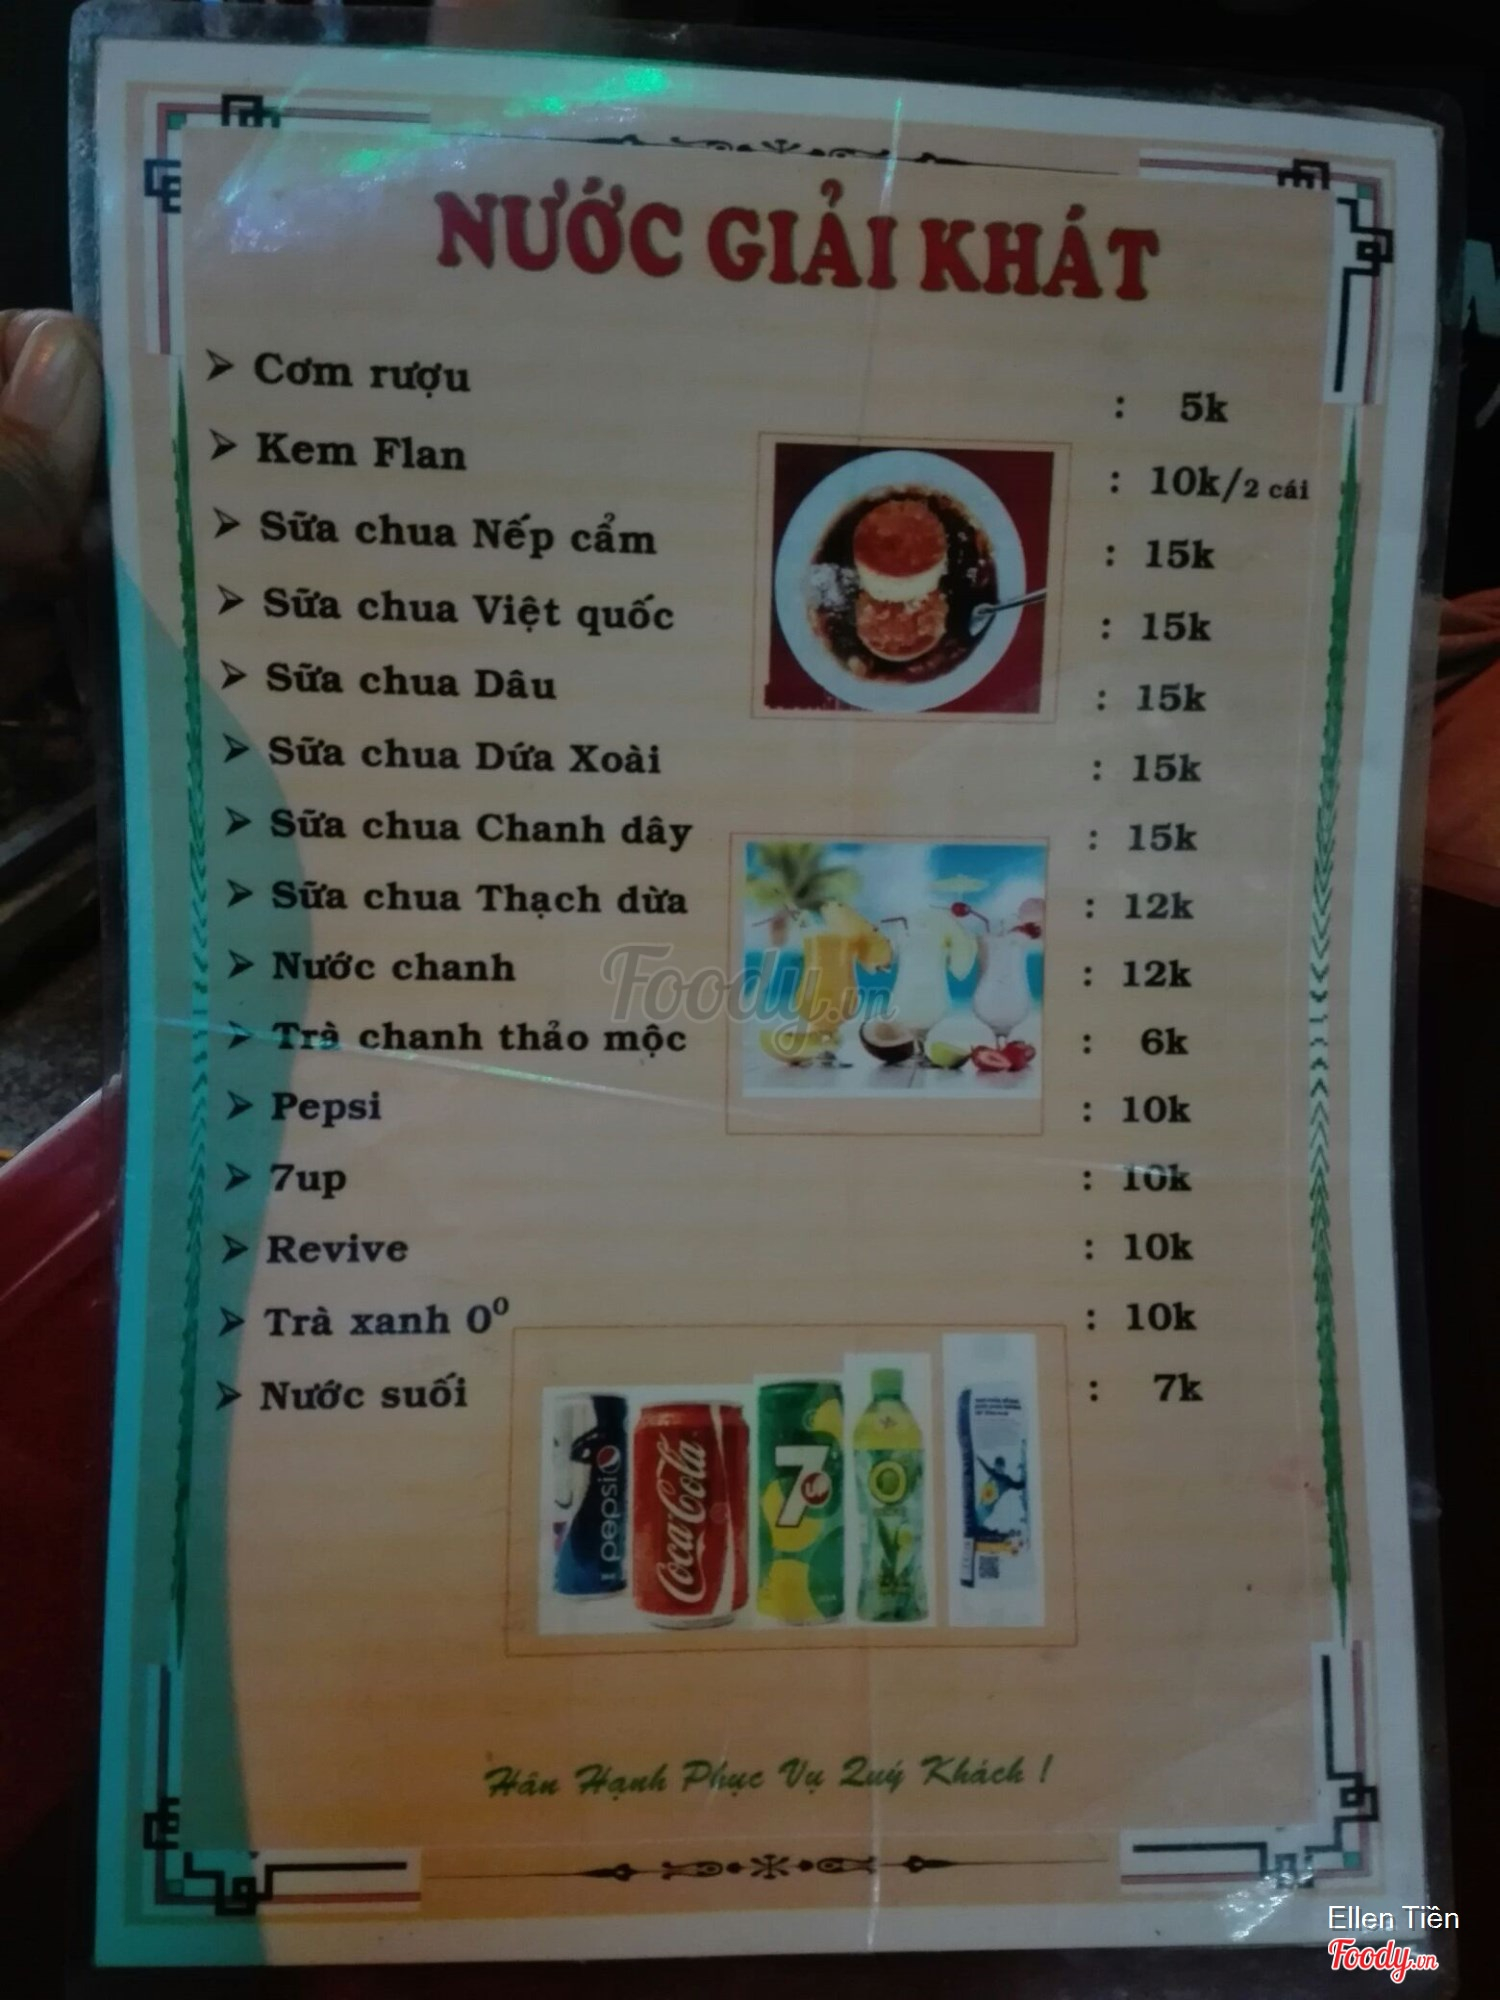 NƯỚC GIẢI KHÁT
➢ Cơm rượu : 5k
➢ Kem Flan : 10k/2 cái
➢ Sữa chua Nếp cẩm : 15k
➢ Sữa chua Việt quốc : 15k
➢ Sữa chua Dâu : 15k
➢ Sữa chua Dứa Xoài : 15k
➢ Sữa chua Chanh dây : 15k
➢ Sữa chua Thạch dừa : 12k
➢ Nước chanh : 12k
➢ Trà chanh thảo mộc : 6k
➢ Pepsi : 10k
➢ 7up : 10k
➢ Revive : 10k
➢ Trà xanh 0⁰ : 10k
➢ Nước suối : 7k
Foody.vn
pepsi
Coca-Cola
7UP
Hân Hạnh Phục Vụ Quý Khách !
Ellen Tiền
Foody.vn